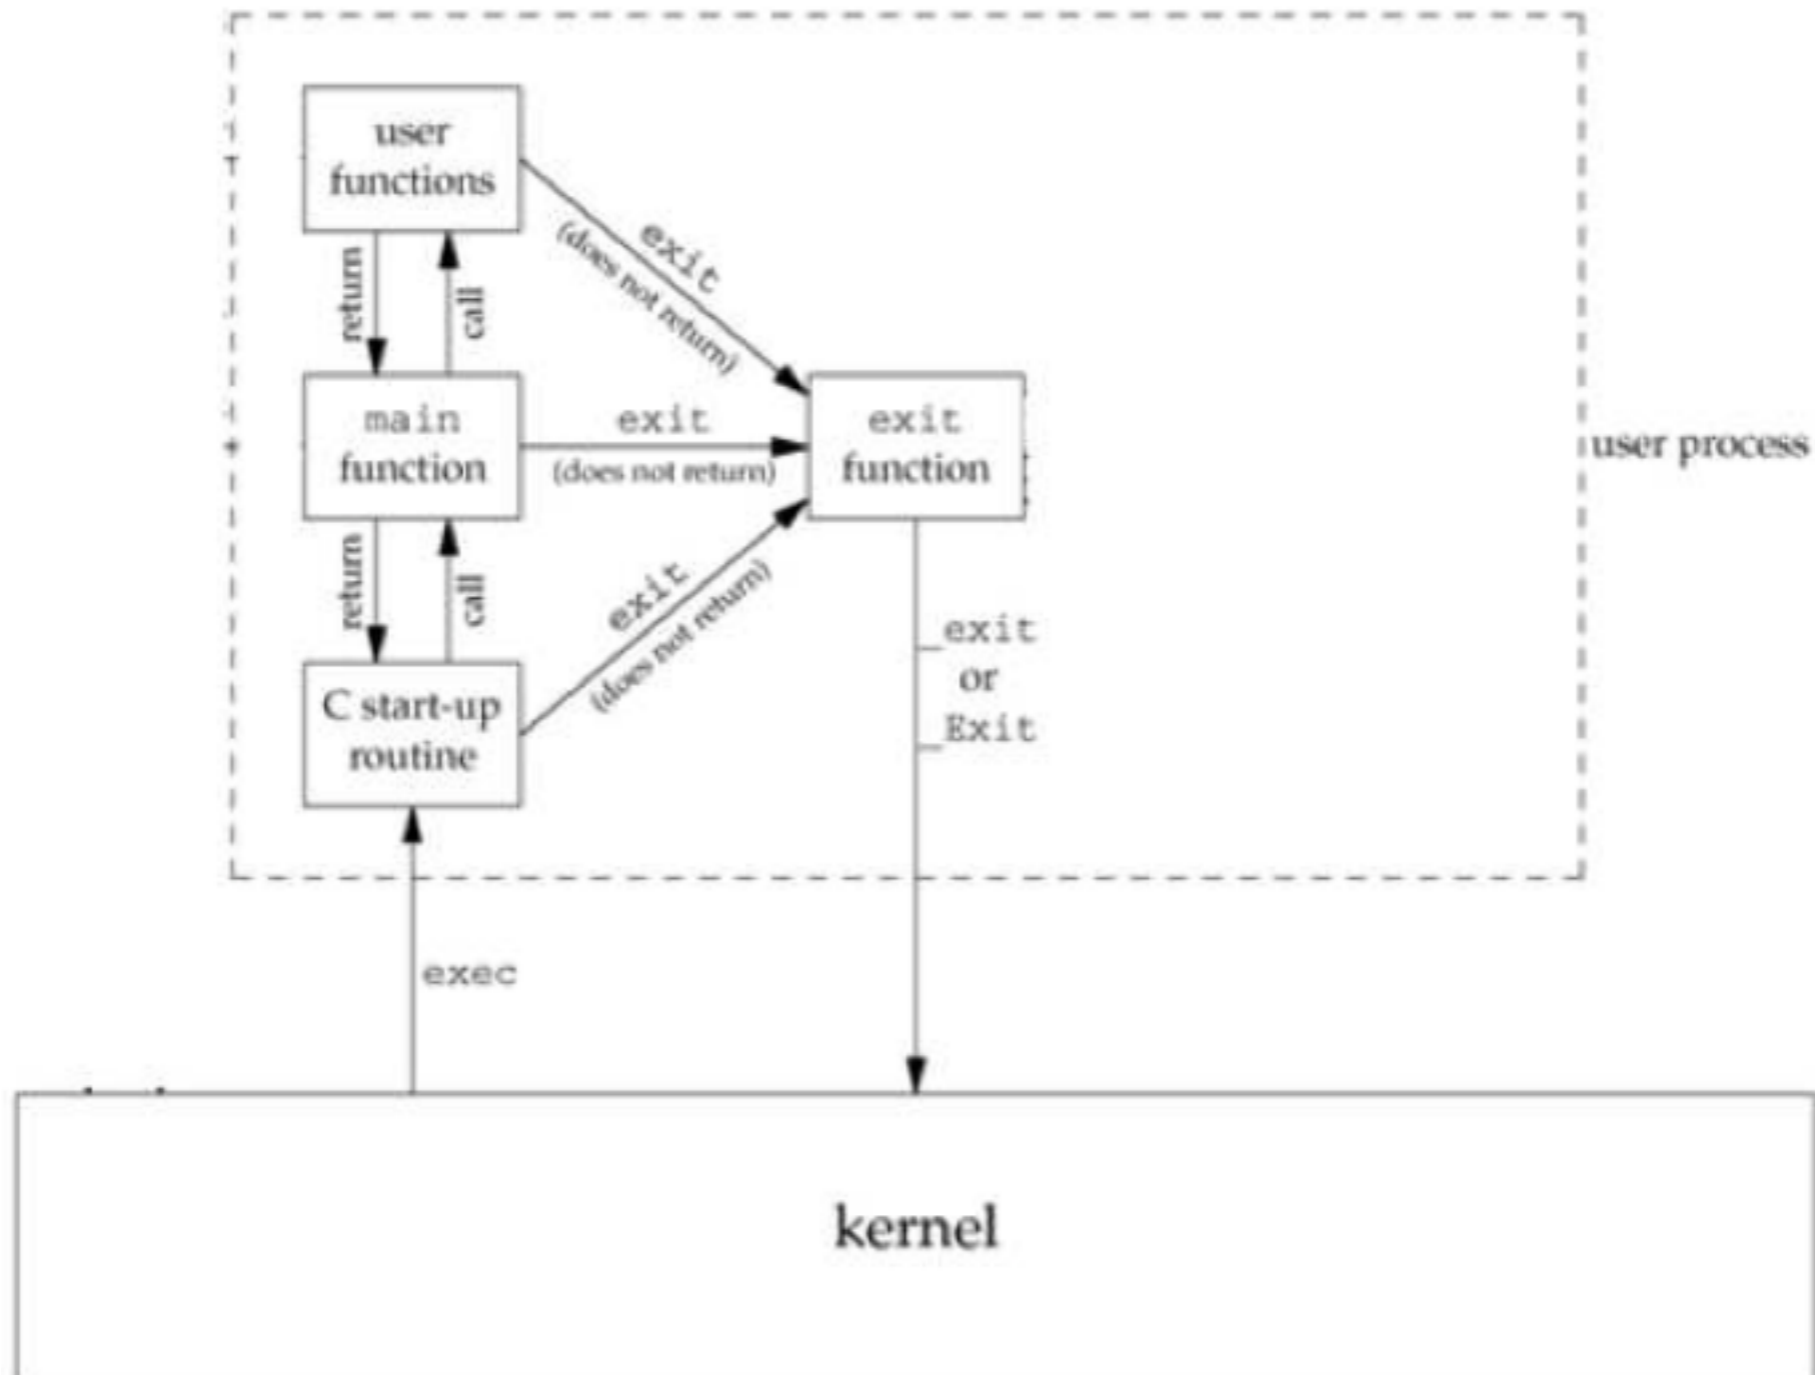 user
functions
exit
(does not return)
return
call
main
function
exit
(does not return)
exit
function
user process
return
call
exit
(does not return)
C start-up
routine
_exit
or
_Exit
exec
kernel